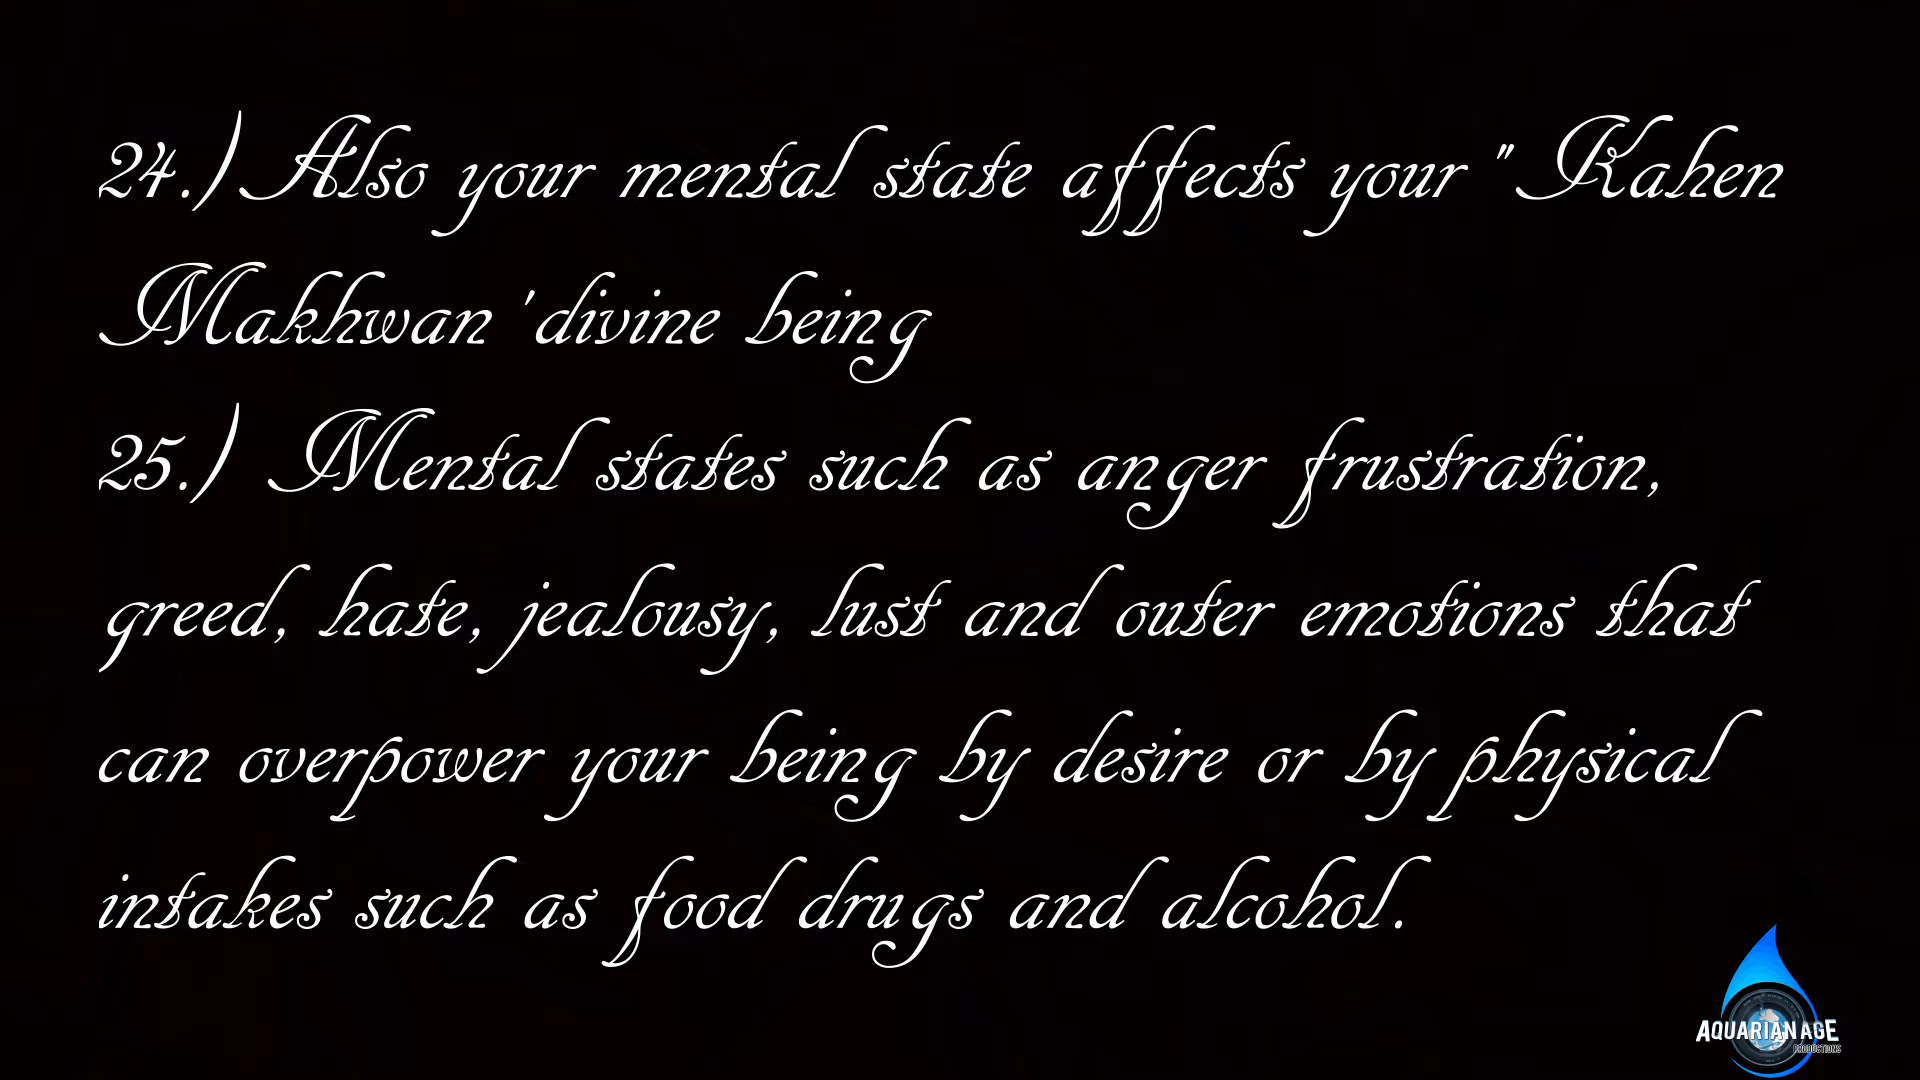 24.) Also your mental state affects your " Kahen
Makhwan ' divine being
25.) Mental states such as anger frustration,
greed, hate, jealousy, lust and outer emotions that
can overpower your being by desire or by physical
intakes such as food drugs and alcohol.
AQUARIAN AGE
PRODUCTIONS